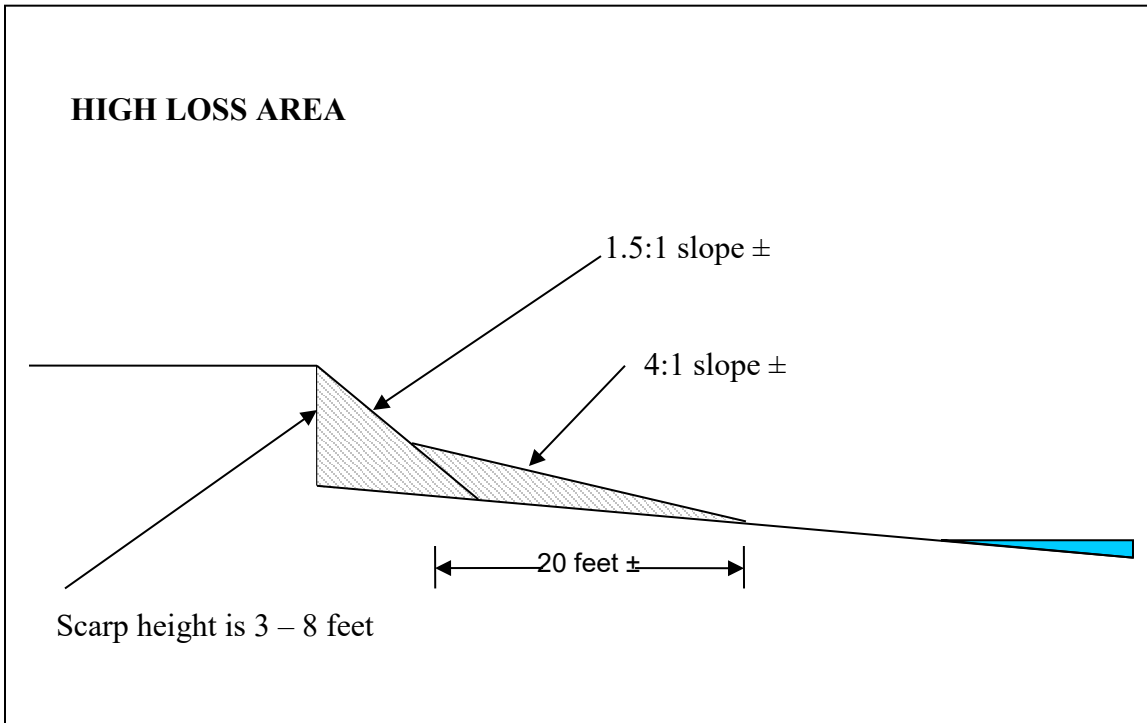 HIGH LOSS AREA
1.5:1 slope ±
4:1 slope ±
20 feet ±
Scarp height is 3 – 8 feet